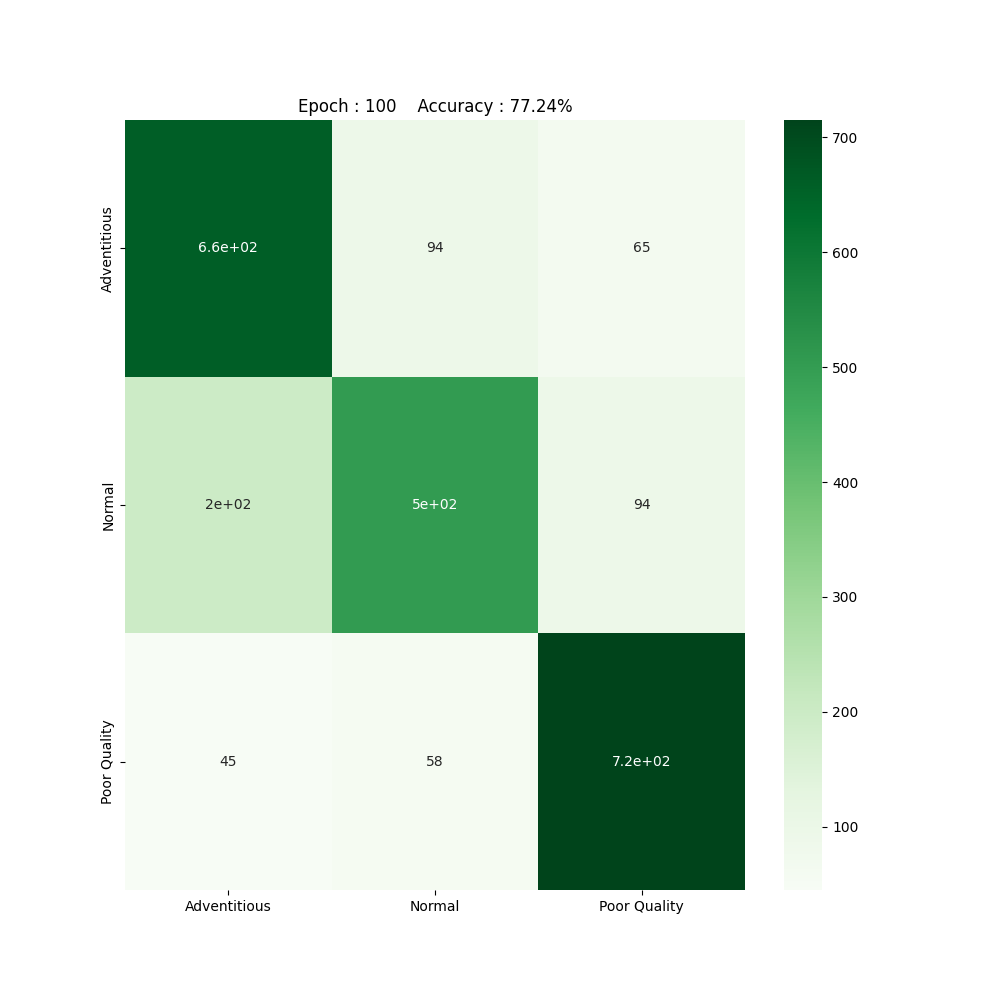 Epoch : 100    Accuracy : 77.24%
Adventitious
6.6e+02
94
65
Normal
2e+02
5e+02
94
Poor Quality
45
58
7.2e+02
Adventitious
Normal
Poor Quality
700
600
500
400
300
200
100